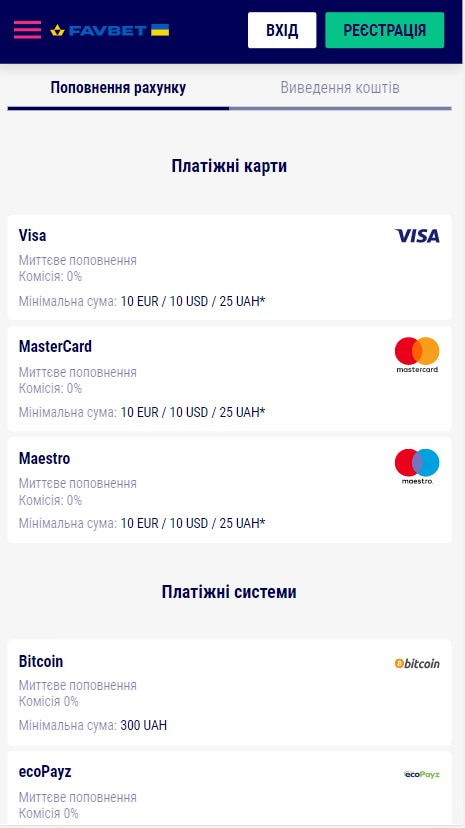 FAVBET
ВХІД
РЕЄСТРАЦІЯ
Поповнення рахунку
Виведення коштів
Платіжні карти
Visa
VISA
Миттєве поповнення
Комісія: 0%
Мінімальна сума: 10 EUR / 10 USD / 25 UAH*
MasterCard
mastercard.
Миттєве поповнення
Комісія: 0%
Мінімальна сума: 10 EUR / 10 USD / 25 UAH*
Maestro
maestro.
Миттєве поповнення
Комісія: 0%
Мінімальна сума: 10 EUR / 10 USD / 25 UAH*
Платіжні системи
Bitcoin
bitcoin
Миттєве поповнення
Комісія 0%
Мінімальна сума: 300 UAH
ecoPayz
ecoPayz
Миттєве поповнення
Комісія 0%